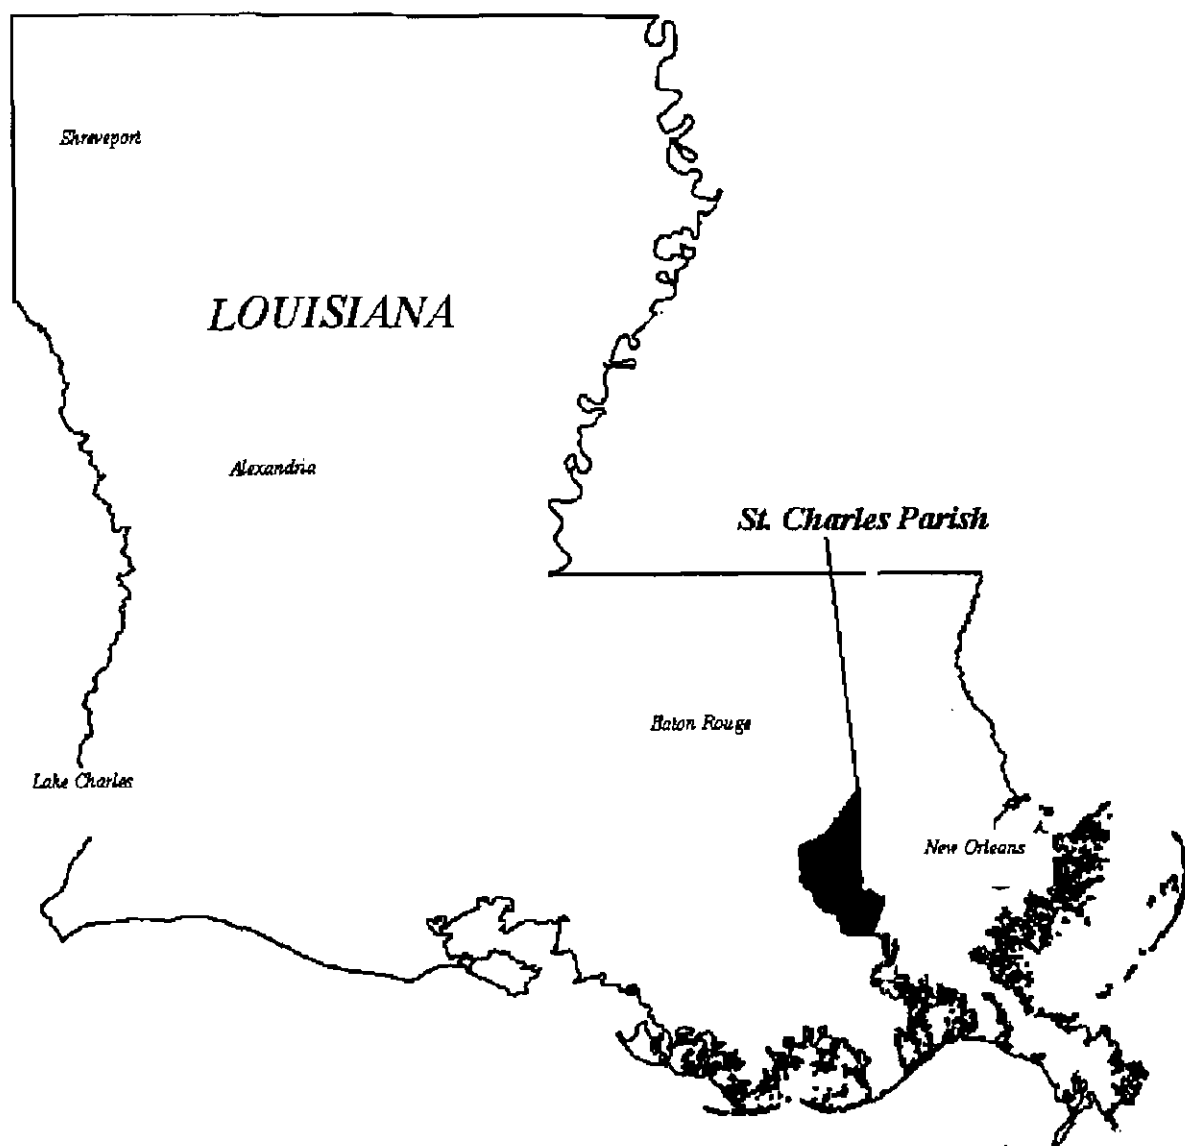 Shreveport
LOUISIANA
Alexandria
St. Charles Parish
Baton Rouge
Lake Charles
New Orleans